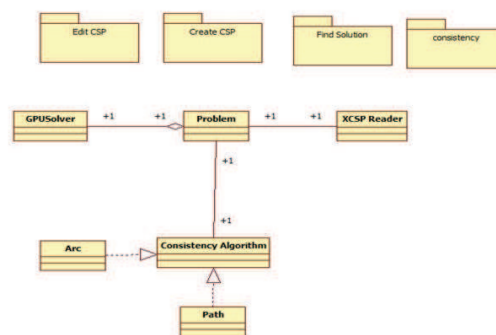 Edit CSP
Create CSP
Find Solution
consistency
GPUSolver
+1
+1
Problem
+1
+1
XCSP Reader
+1
+1
Arc
Consistency Algorithm
Path